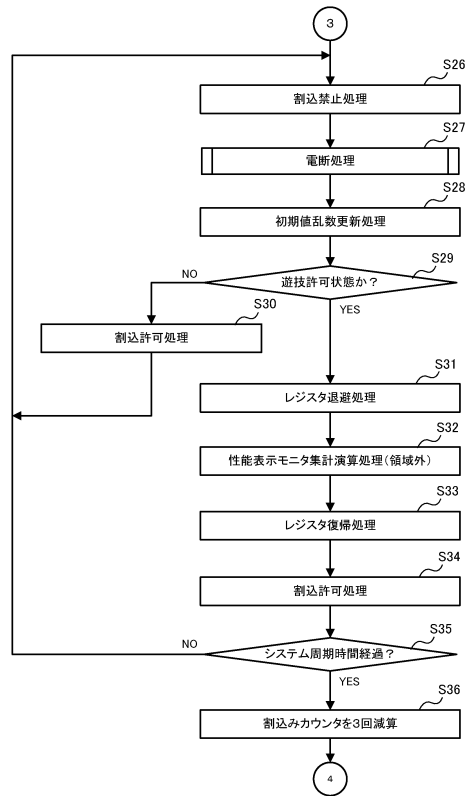 3
S26
割込禁止処理
S27
電断処理
S28
初期値乱数更新処理
S29
遊技許可状態か？
NO
YES
S30
割込許可処理
S31
レジスタ退避処理
S32
性能表示モニタ集計演算処理(領域外)
S33
レジスタ復帰処理
S34
割込許可処理
S35
システム周期時間経過？
NO
YES
S36
割込みカウンタを3回減算
4